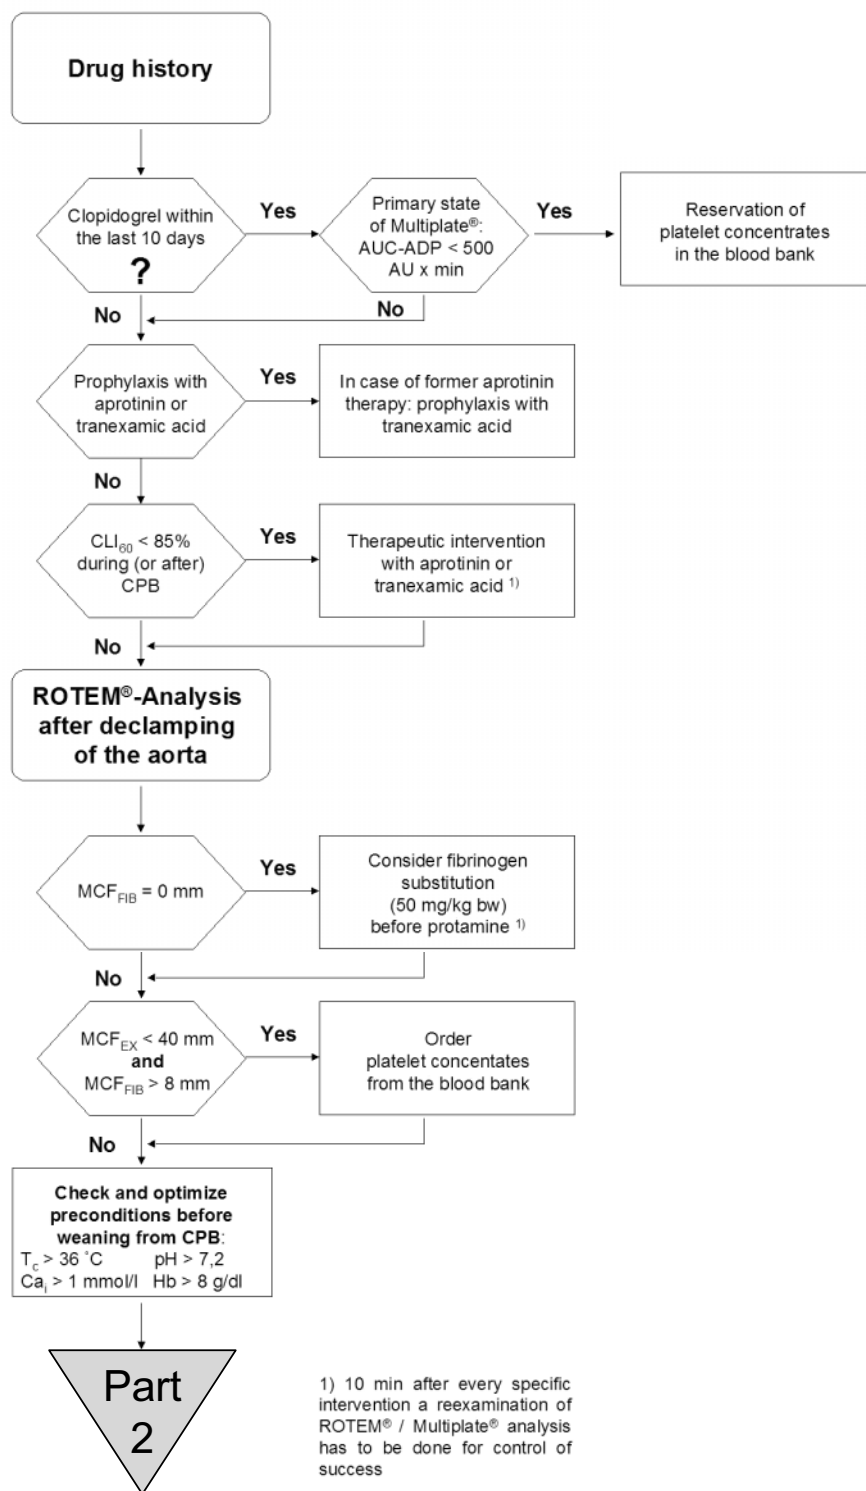 Drug history
Clopidogrel within
the last 10 days
?
Yes
Primary state
of Multiplate®:
AUC-ADP < 500
AU x min
Yes
Reservation of
platelet concentrates
in the blood bank
No
No
Prophylaxis with
aprotinin or
tranexamic acid
Yes
In case of former aprotinin
therapy: prophylaxis with
tranexamic acid
No
CLI60 < 85%
during (or after)
CPB
Yes
Therapeutic intervention
with aprotinin or
tranexamic acid 1)
No
ROTEM®-Analysis
after declamping
of the aorta
MCFFIB = 0 mm
Yes
Consider fibrinogen
substitution
(50 mg/kg bw)
before protamine 1)
No
MCFEX < 40 mm
and
MCFFIB > 8 mm
Yes
Order
platelet concentates
from the blood bank
No
Check and optimize
preconditions before
weaning from CPB:
Tc > 36 ˚C pH > 7,2
Cai > 1 mmol/l Hb > 8 g/dl
Part
2
1) 10 min after every specific
intervention a reexamination of
ROTEM® / Multiplate® analysis
has to be done for control of
success